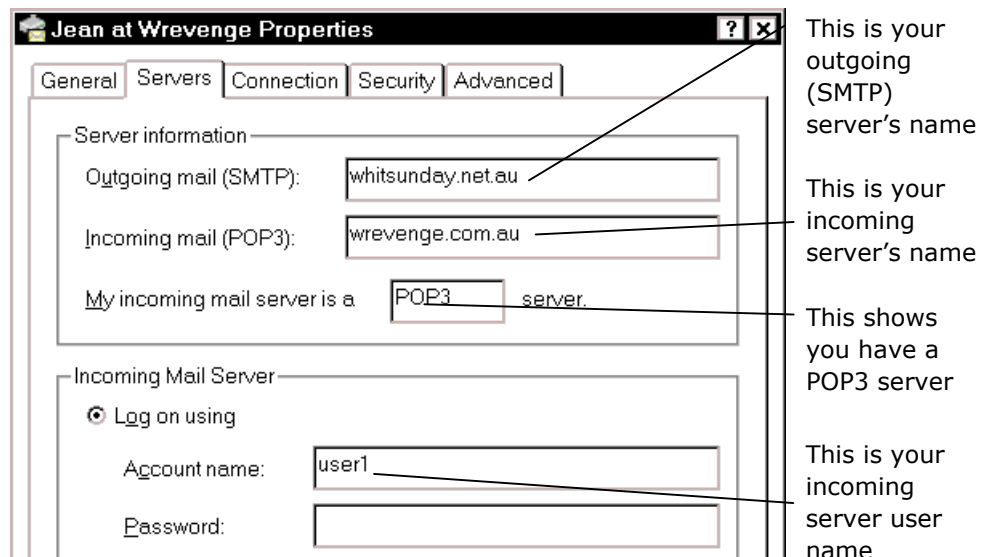 Jean at Wrevenge Properties
General Servers Connection Security Advanced
Server information
Outgoing mail (SMTP): whitsunday.net.au
Incoming mail (POP3): wrevenge.com.au
My incoming mail server is a POP3 server.
Incoming Mail Server
Log on using
Account name: user1
Password:
This is your
outgoing
(SMTP)
server’s name
This is your
incoming
server’s name
This shows
you have a
POP3 server
This is your
incoming
server user
name